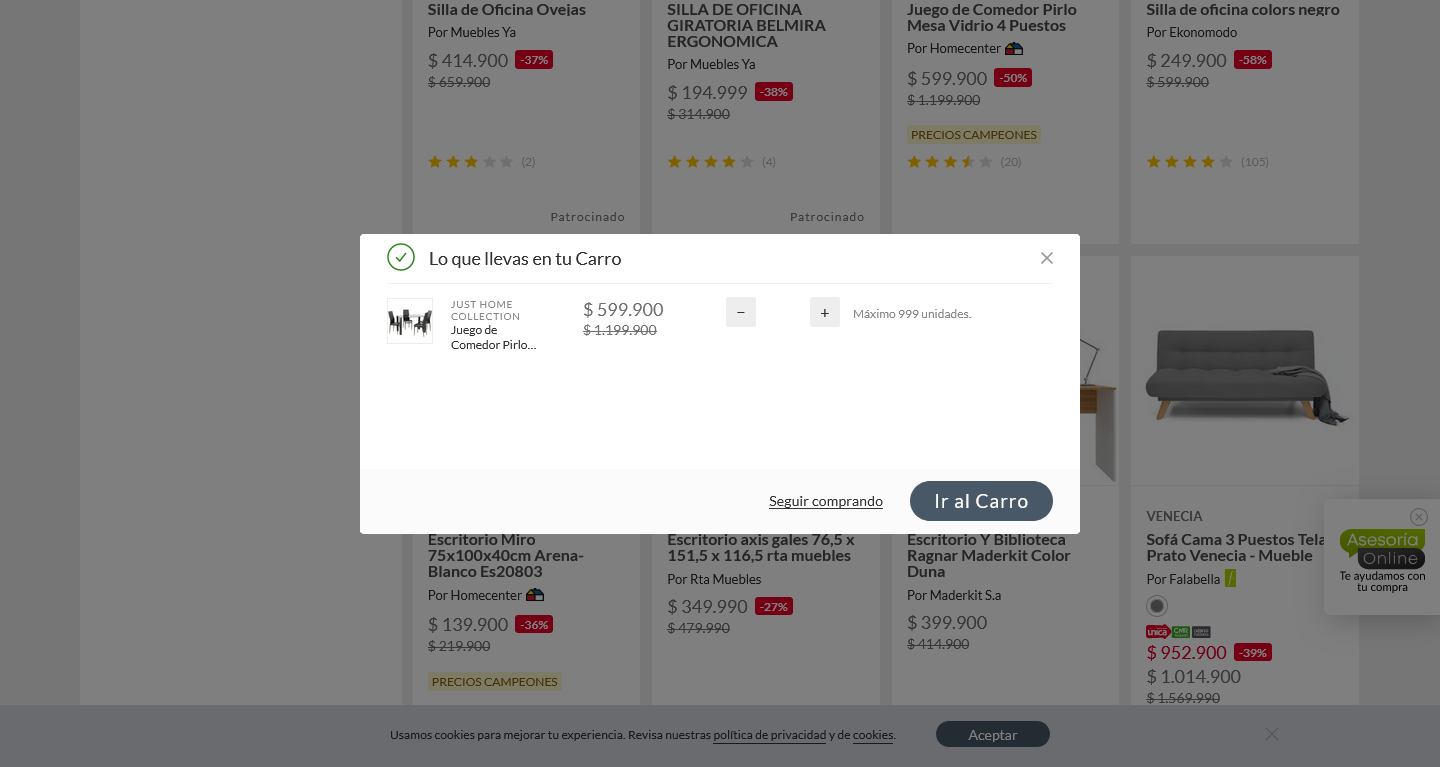 Silla de Oficina Ovejas
Por Muebles Ya
$ 414.900 -37%
$ 659.900
(2)
Patrocinado
SILLA DE OFICINA
GIRATORIA BELMIRA
ERGONOMICA
Por Muebles Ya
$ 194.999 -38%
$ 314.900
(4)
Patrocinado
Juego de Comedor Pirlo
Mesa Vidrio 4 Puestos
Por Homecenter
$ 599.900 -50%
$ 1.199.900
PRECIOS CAMPEONES
(20)
Silla de oficina colors negro
Por Ekonomodo
$ 249.900 -58%
$ 599.900
(105)
Lo que llevas en tu Carro
JUST HOME
COLLECTION
Juego de
Comedor Pirlo...
$ 599.900
$ 1.199.900
−
+
Máximo 999 unidades.
Seguir comprando
Ir al Carro
Escritorio Miro
75x100x40cm Arena-
Blanco Es20803
Por Homecenter
$ 139.900 -36%
$ 219.900
PRECIOS CAMPEONES
Escritorio axis gales 76,5 x
151,5 x 116,5 rta muebles
Por Rta Muebles
$ 349.990 -27%
$ 479.990
Escritorio Y Biblioteca
Ragnar Maderkit Color
Duna
Por Maderkit S.a
$ 399.900
$ 414.900
VENECIA
Sofá Cama 3 Puestos Tela
Prato Venecia - Mueble
Por Falabella
unica CMR
$ 952.900 -39%
$ 1.014.900
$ 1.569.990
Asesoría
Online
Te ayudamos con
tu compra
Usamos cookies para mejorar tu experiencia. Revisa nuestras política de privacidad y de cookies.
Aceptar